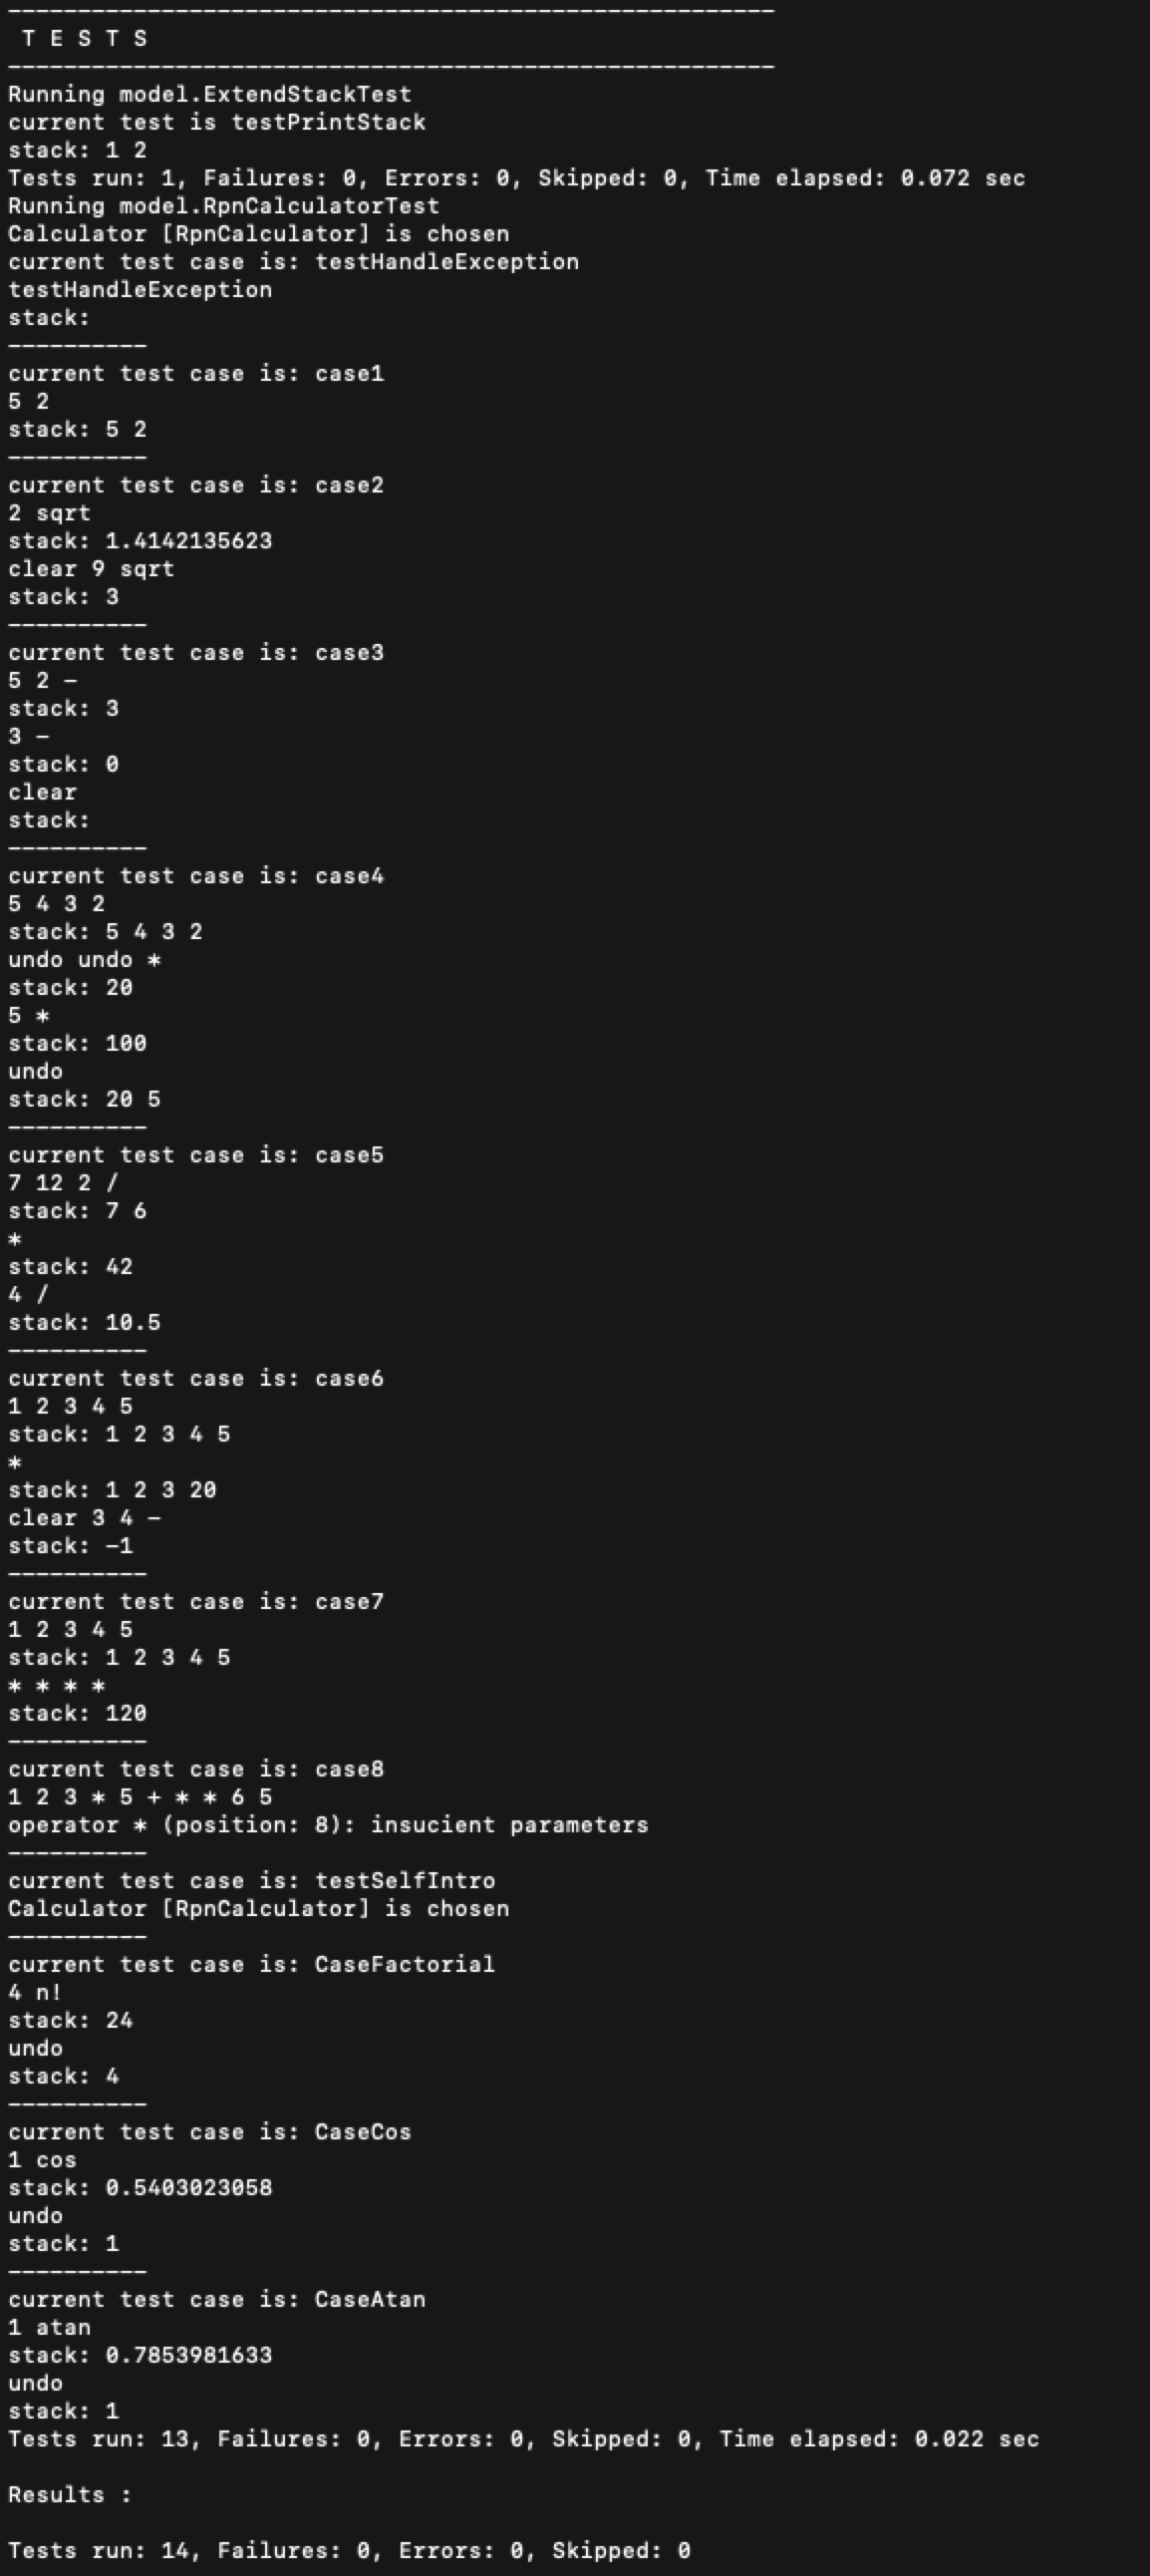 -------------------------------------------------------
 T E S T S
-------------------------------------------------------
Running model.ExtendStackTest
current test is testPrintStack
stack: 1 2
Tests run: 1, Failures: 0, Errors: 0, Skipped: 0, Time elapsed: 0.072 sec
Running model.RpnCalculatorTest
Calculator [RpnCalculator] is chosen
current test case is: testHandleException
testHandleException
stack:
----------
current test case is: case1
5 2
stack: 5 2
----------
current test case is: case2
2 sqrt
stack: 1.4142135623
clear 9 sqrt
stack: 3
----------
current test case is: case3
5 2 -
stack: 3
3 -
stack: 0
clear
stack:
----------
current test case is: case4
5 4 3 2
stack: 5 4 3 2
undo undo *
stack: 20
5 *
stack: 100
undo
stack: 20 5
----------
current test case is: case5
7 12 2 /
stack: 7 6
*
stack: 42
4 /
stack: 10.5
----------
current test case is: case6
1 2 3 4 5
stack: 1 2 3 4 5
*
stack: 1 2 3 20
clear 3 4 -
stack: -1
----------
current test case is: case7
1 2 3 4 5
stack: 1 2 3 4 5
* * * *
stack: 120
----------
current test case is: case8
1 2 3 * 5 + * * 6 5
operator * (position: 8): insucient parameters
----------
current test case is: testSelfIntro
Calculator [RpnCalculator] is chosen
----------
current test case is: CaseFactorial
4 n!
stack: 24
undo
stack: 4
----------
current test case is: CaseCos
1 cos
stack: 0.5403023058
undo
stack: 1
----------
current test case is: CaseAtan
1 atan
stack: 0.7853981633
undo
stack: 1
Tests run: 13, Failures: 0, Errors: 0, Skipped: 0, Time elapsed: 0.022 sec

Results :

Tests run: 14, Failures: 0, Errors: 0, Skipped: 0